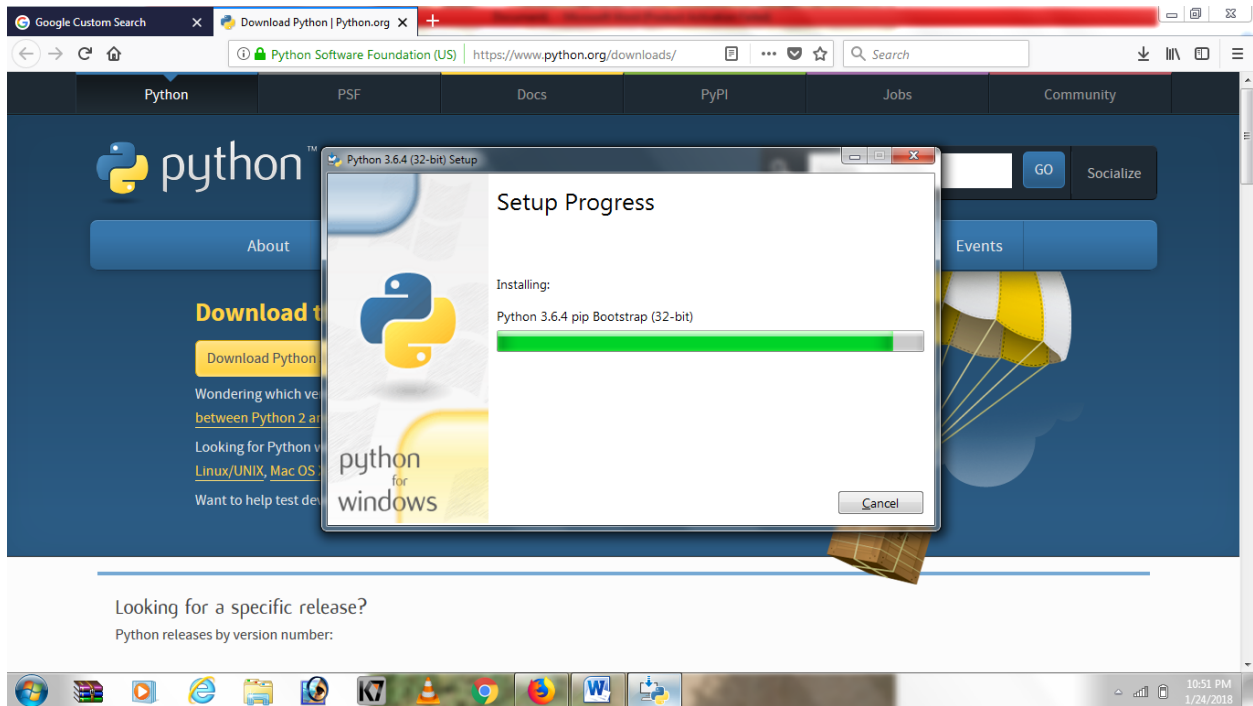 Google Custom Search
Download Python | Python.org
Python Software Foundation (US)
https://www.python.org/downloads/
Search
Python
PSF
Docs
PyPI
Jobs
Community
python™
GO
Socialize
About
Events
Download
Download Python
Wondering which
between Python 2
Looking for Python
Linux/UNIX, Mac OS
Want to help test
Python 3.6.4 (32-bit) Setup
Setup Progress
Installing:
Python 3.6.4 pip Bootstrap (32-bit)
python
for
windows
Cancel
Looking for a specific release?
Python releases by version number:
K7
W
10:51 PM
1/24/2018